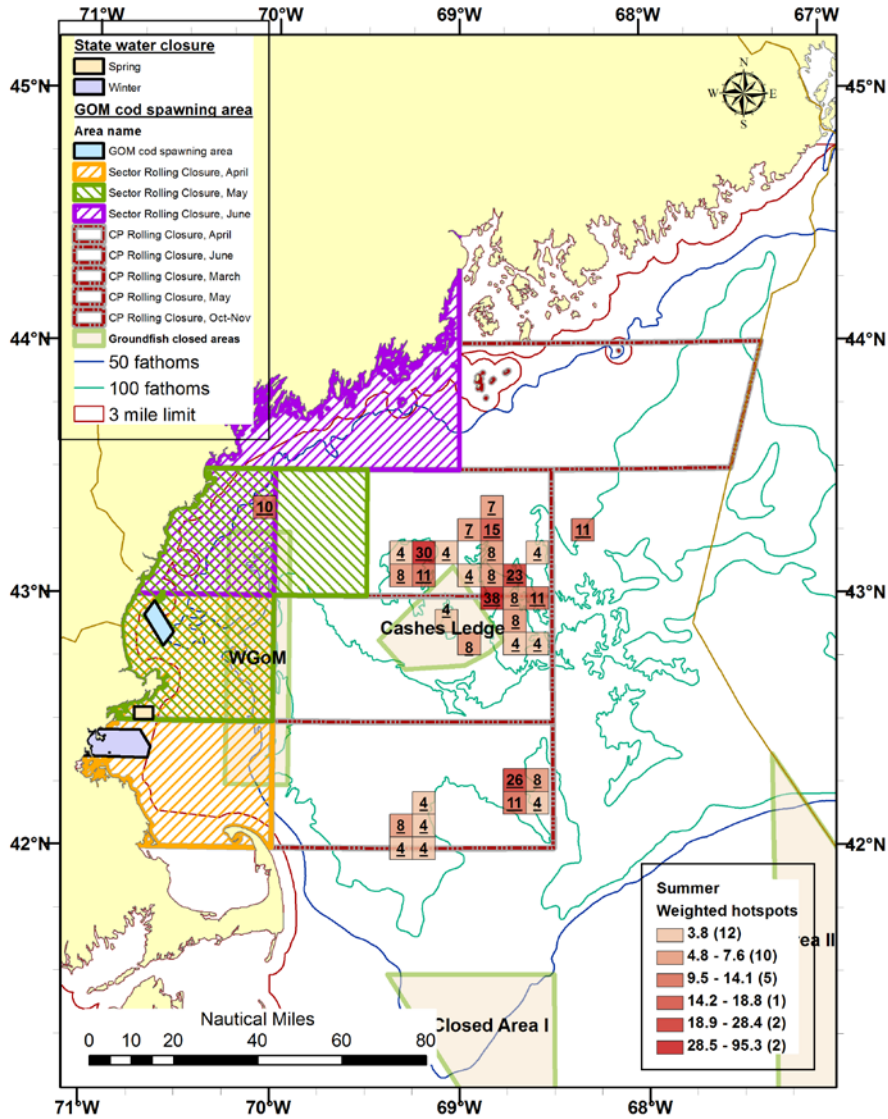 71°W 70°W 69°W 68°W 67°W
State water closure
Spring
Winter
GOM cod spawning area
Area name
GOM cod spawning area
Sector Rolling Closure, April
Sector Rolling Closure, May
Sector Rolling Closure, June
CP Rolling Closure, April
CP Rolling Closure, June
CP Rolling Closure, March
CP Rolling Closure, May
CP Rolling Closure, Oct-Nov
Groundfish closed areas
50 fathoms
100 fathoms
3 mile limit
N
W E
S
45°N 45°N
44°N 44°N
10 7
7 15 11
4 30 4 8 4
8 11 4 8 23
43°N 43°N
38 8 11
4 8
Cashes Ledge
WGoM
8 4 4
26 8
4 11 4
8 4
42°N 42°N
4 4
Summer
Weighted hotspots
3.8 (12)
4.8 - 7.6 (10)
9.5 - 14.1 (5)
14.2 - 18.8 (1)
18.9 - 28.4 (2)
28.5 - 95.3 (2)
ea II
Closed Area I
Nautical Miles
0 10 20 40 60 80
71°W 70°W 69°W 68°W